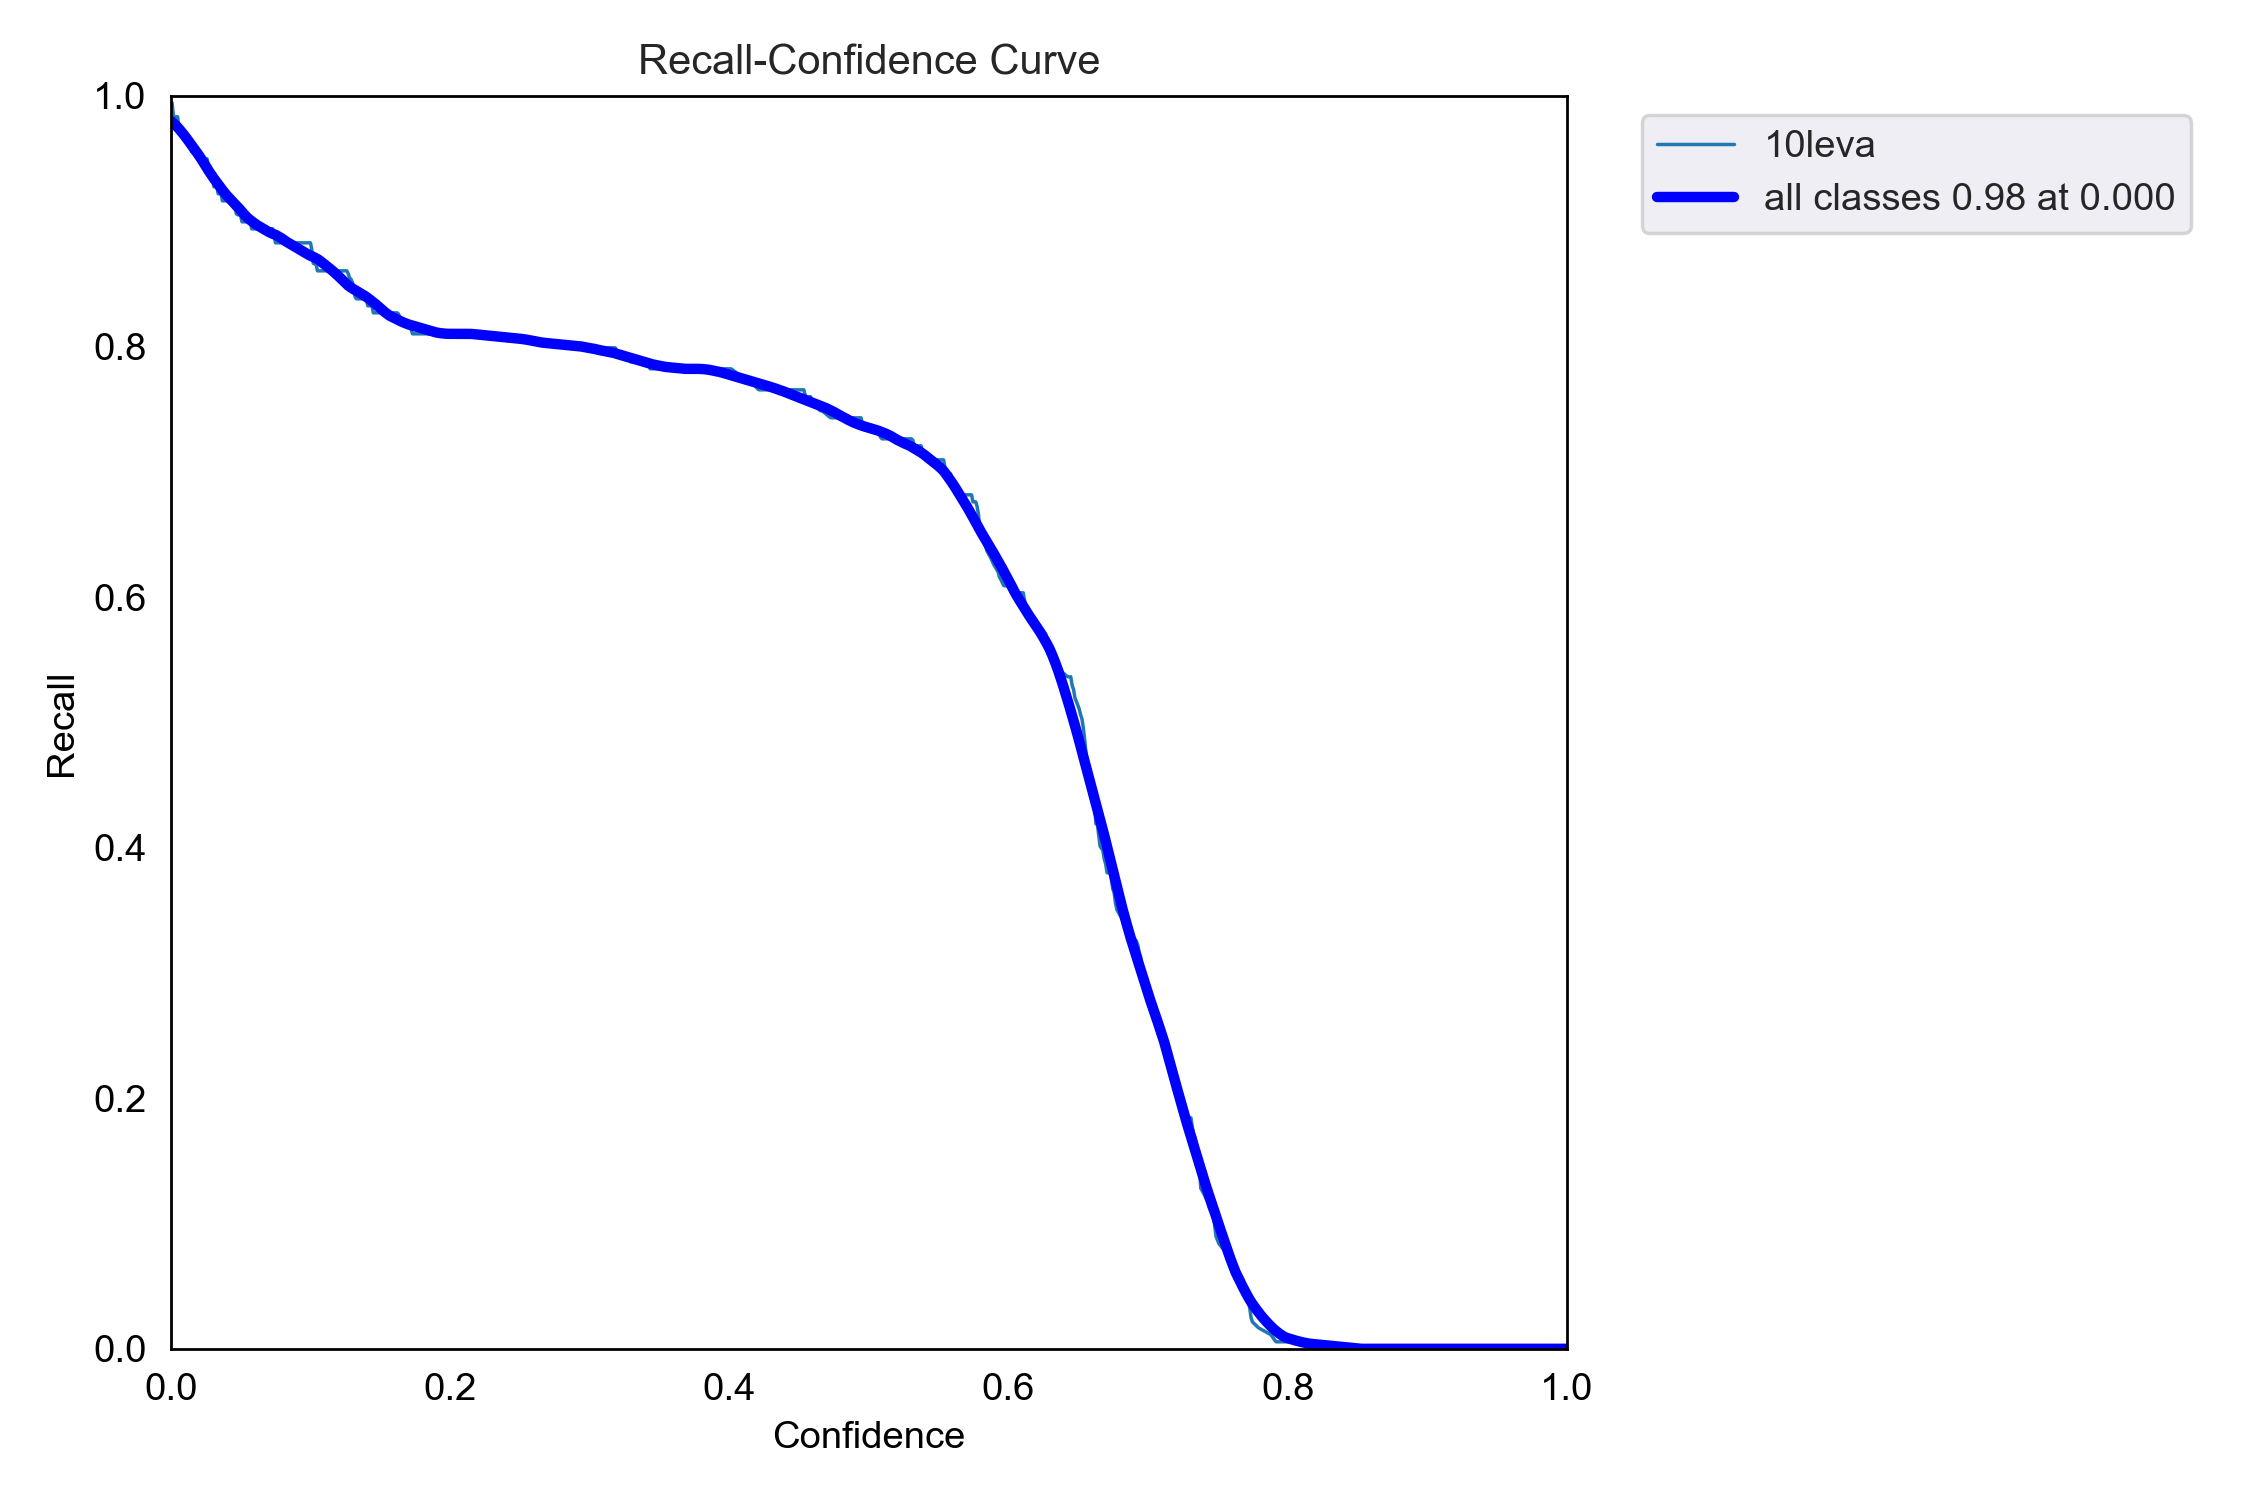 Recall-Confidence Curve
1.0
0.8
0.6
0.4
0.2
0.0
Recall
0.0 0.2 0.4 0.6 0.8 1.0
Confidence
10leva
all classes 0.98 at 0.000